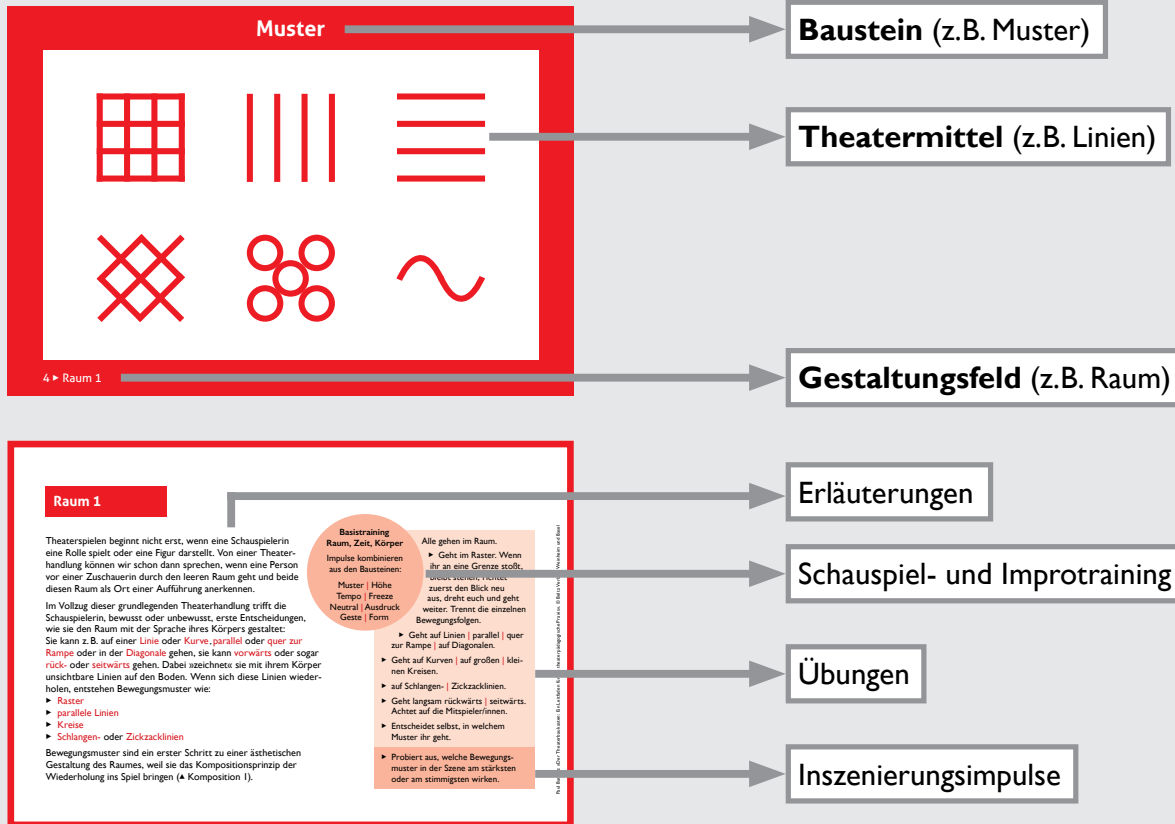 Muster
4 ▸ Raum 1
Baustein (z.B. Muster)
Theatermittel (z.B. Linien)
Gestaltungsfeld (z.B. Raum)
Raum 1
Theaterspielen beginnt nicht erst, wenn eine Schauspielerin
eine Rolle spielt oder eine Figur darstellt. Von einer Theater-
handlung können wir schon dann sprechen, wenn eine Person
vor einer Zuschauerin durch den leeren Raum geht und beide
diesen Raum als Ort einer Aufführung anerkennen.
Im Vollzug dieser grundlegenden Theaterhandlung trifft die
Schauspielerin, bewusst oder unbewusst, erste Entscheidungen,
wie sie den Raum mit der Sprache ihres Körpers gestaltet:
Sie kann z. B. auf einer Linie oder Kurve, parallel oder quer zur
Rampe oder in der Diagonale gehen, sie kann vorwärts oder sogar
rück- oder seitwärts gehen. Dabei »zeichnet« sie mit ihrem Körper
unsichtbare Linien auf den Boden. Wenn sich diese Linien wieder-
holen, entstehen Bewegungsmuster wie:
▸ Raster
▸ parallele Linien
▸ Kreise
▸ Schlangen- oder Zickzacklinien
Bewegungsmuster sind ein erster Schritt zu einer ästhetischen
Gestaltung des Raumes, weil sie das Kompositionsprinzip der
Wiederholung ins Spiel bringen (▲ Komposition 1).
Basistraining
Raum, Zeit, Körper
Impulse kombinieren
aus den Bausteinen:
Muster | Höhe
Tempo | Freeze
Neutral | Ausdruck
Geste | Form
Alle gehen im Raum.
▸ Geht im Raster. Wenn
ihr an eine Grenze stoßt,
bleibt stehen, richtet
zuerst den Blick neu
aus, dreht euch und geht
weiter. Trennt die einzelnen
Bewegungsfolgen.
▸ Geht auf Linien | parallel | quer
zur Rampe | auf Diagonalen.
▸ Geht auf Kurven | auf großen | klei-
nen Kreisen.
▸ auf Schlangen- | Zickzacklinien.
▸ Geht langsam rückwärts | seitwärts.
Achtet auf die Mitspieler/innen.
▸ Entscheidet selbst, in welchem
Muster ihr geht.
▸ Probiert aus, welche Bewegungs-
muster in der Szene am stärksten
oder am stimmigsten wirken.
Erläuterungen
Schauspiel- und Improtraining
Übungen
Inszenierungsimpulse